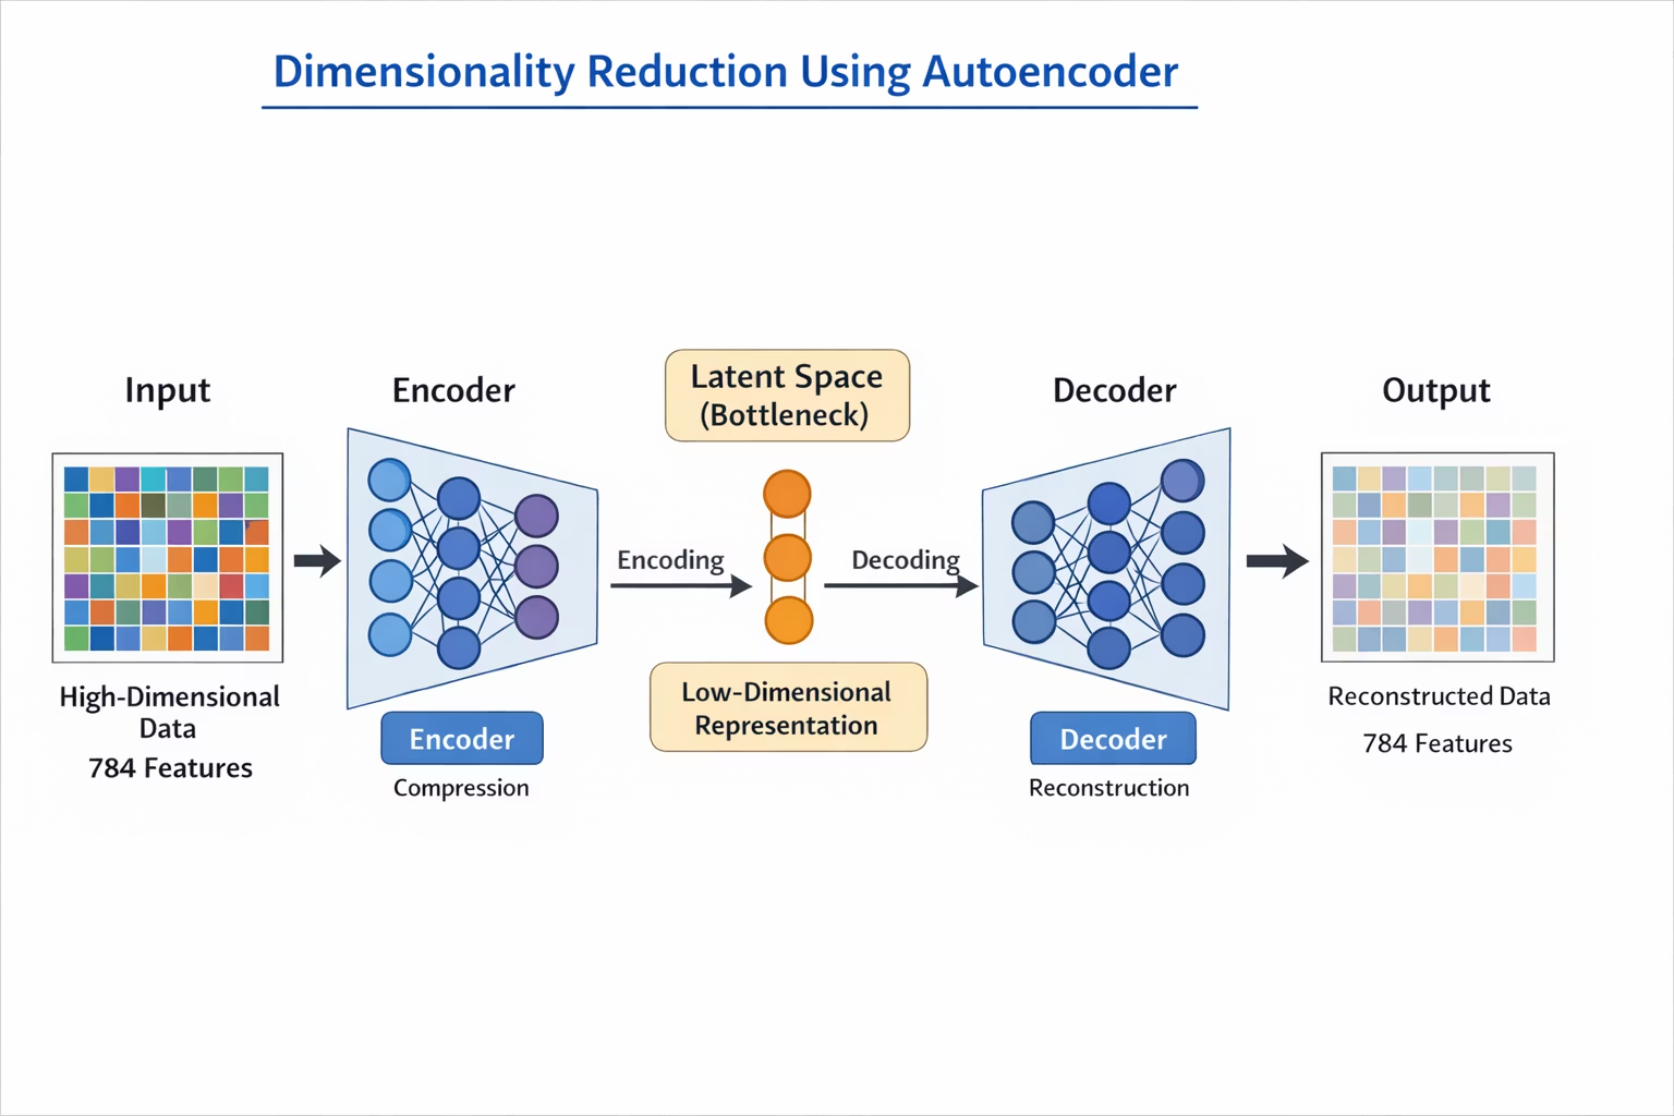 Dimensionality Reduction Using Autoencoder
Input
High-Dimensional
Data
784 Features
Encoder
Encoder
Compression
Encoding
Latent Space
(Bottleneck)
Low-Dimensional
Representation
Decoding
Decoder
Decoder
Reconstruction
Output
Reconstructed Data
784 Features